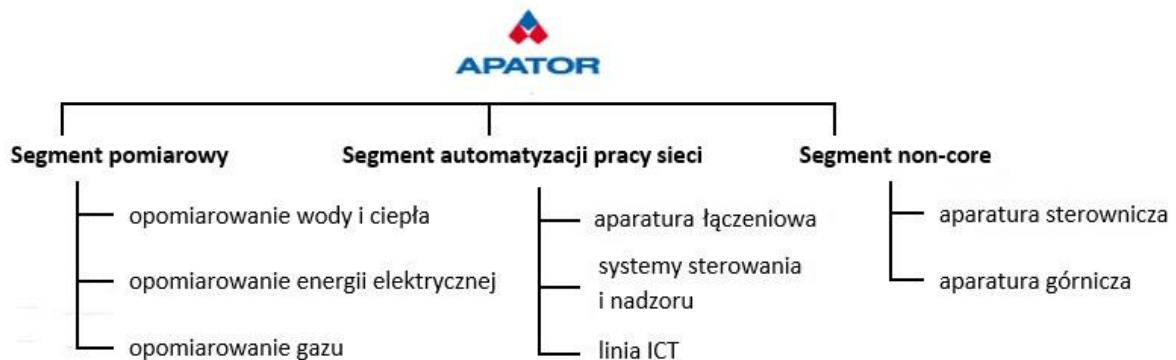 APATOR
Segment pomiarowy
opomiarowanie wody i ciepła
opomiarowanie energii elektrycznej
opomiarowanie gazu
Segment automatyzacji pracy sieci
aparatura łączeniowa
systemy sterowania
i nadzoru
linia ICT
Segment non-core
aparatura sterownicza
aparatura górnicza